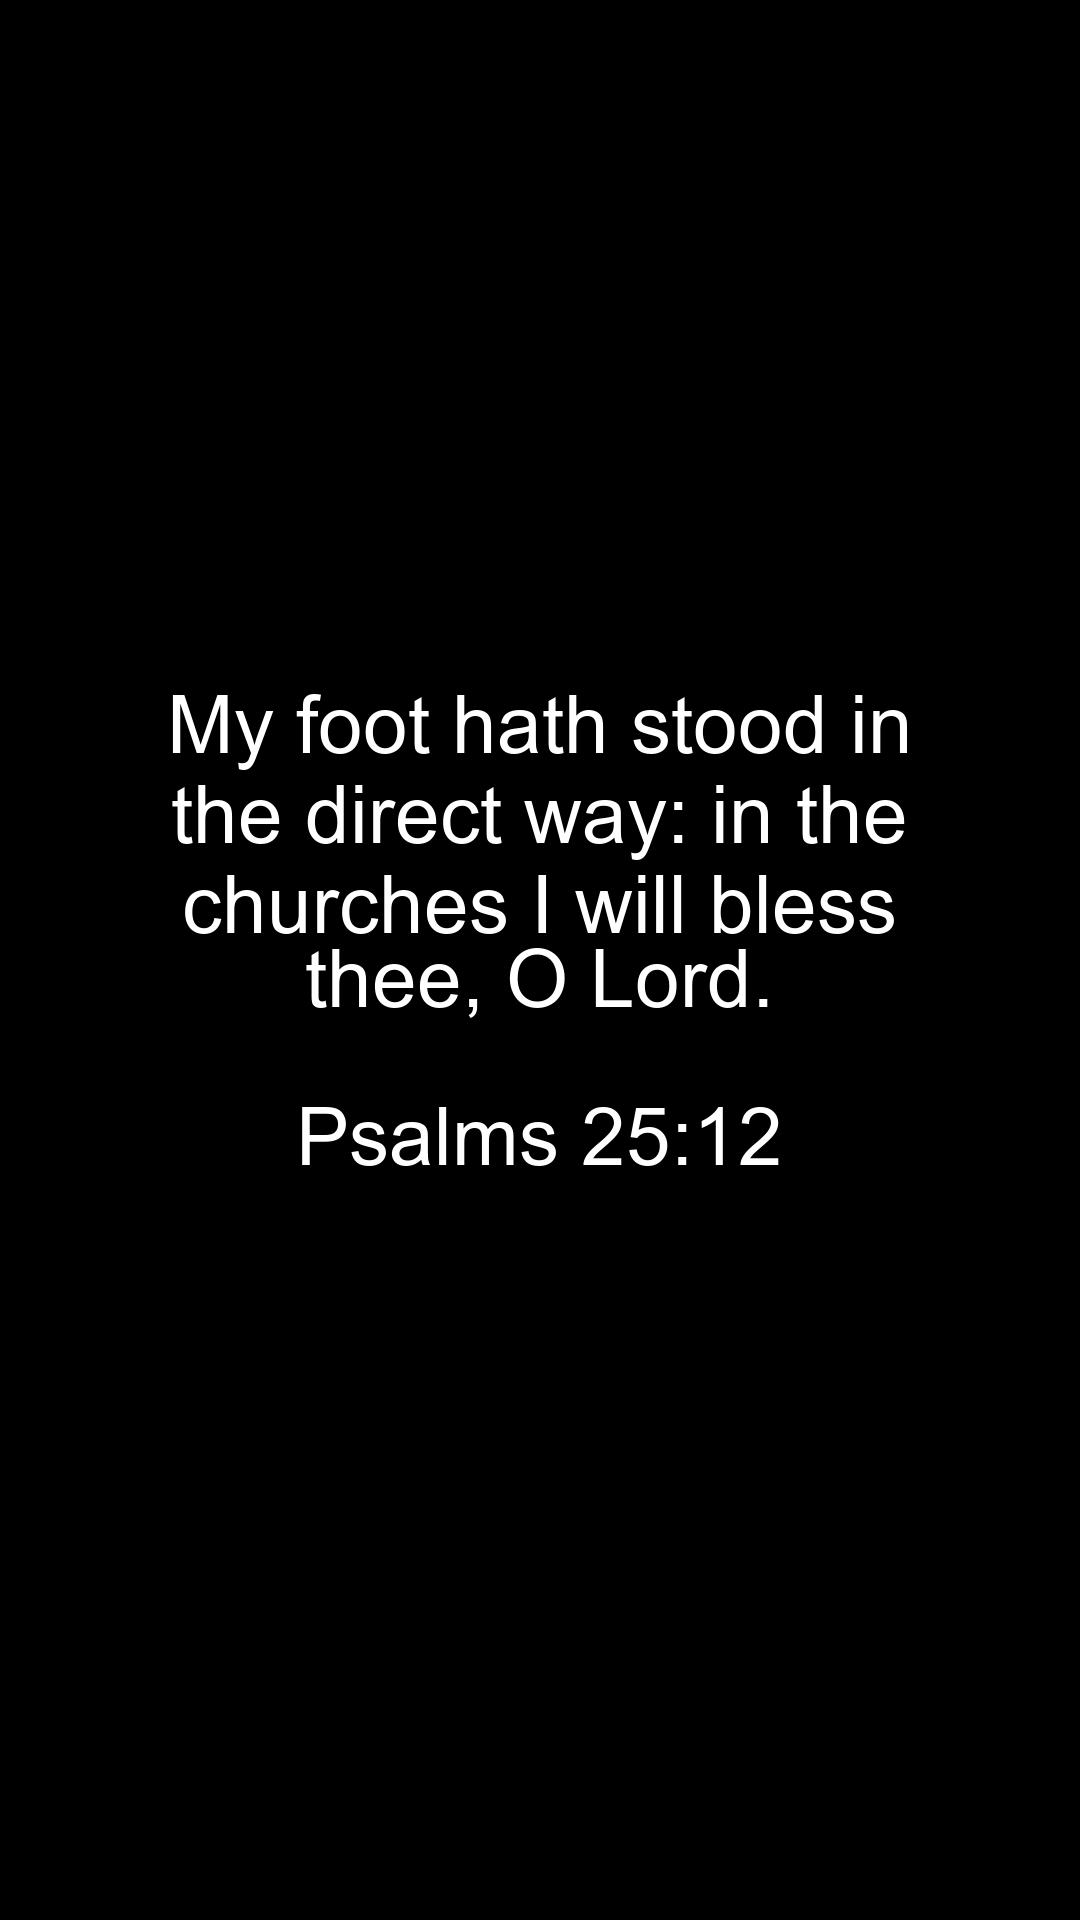 My foot hath stood in
the direct way: in the
churches I will bless
thee, O Lord.
Psalms 25:12